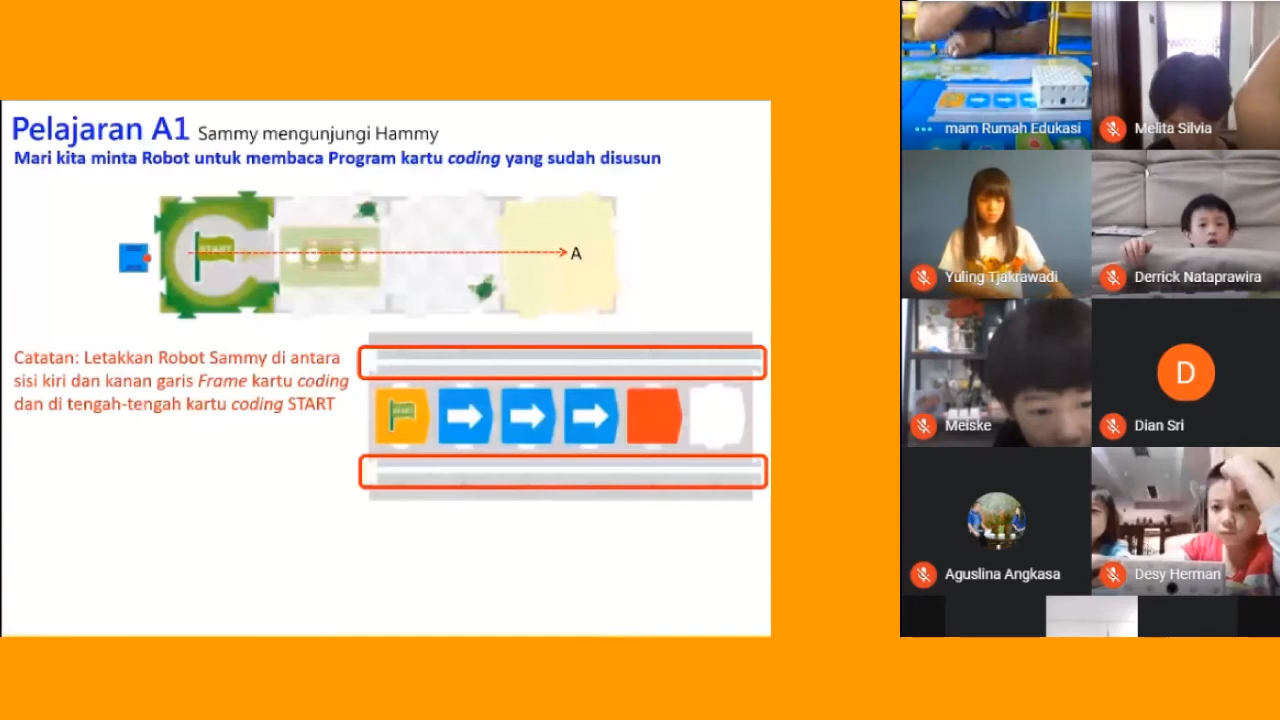 Pelajaran A1 Sammy mengunjungi Hammy
Mari kita minta Robot untuk membaca Program kartu coding yang sudah disusun
START
A
Catatan: Letakkan Robot Sammy di antara
sisi kiri dan kanan garis Frame kartu coding
dan di tengah-tengah kartu coding START
START
mam Rumah Edukasi
Melita Silvia
Yuling Tjakrawadi
Derrick Nataprawira
Meiske
D
Dian Sri
Aguslina Angkasa
Desy Herman